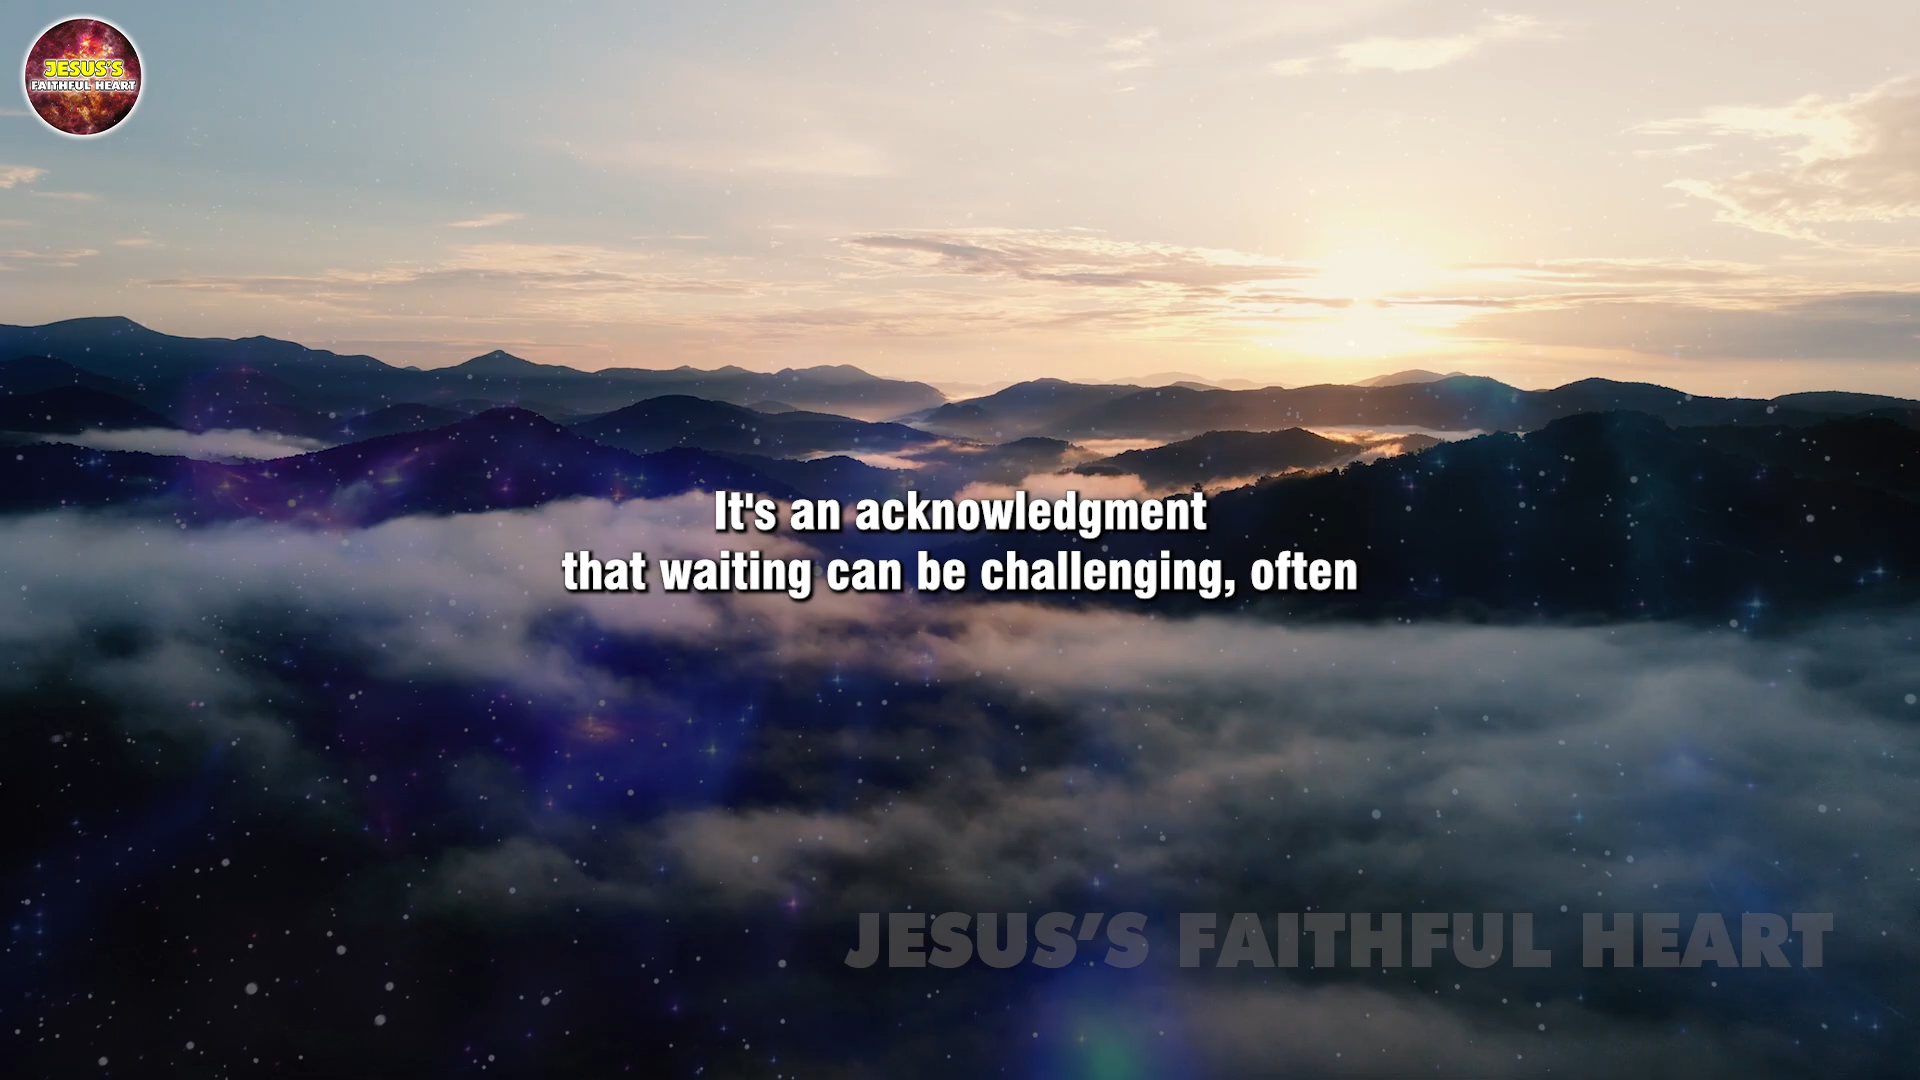 JESUS'S
FAITHFUL HEART
It's an acknowledgment
that waiting can be challenging, often
JESUS'S FAITHFUL HEART